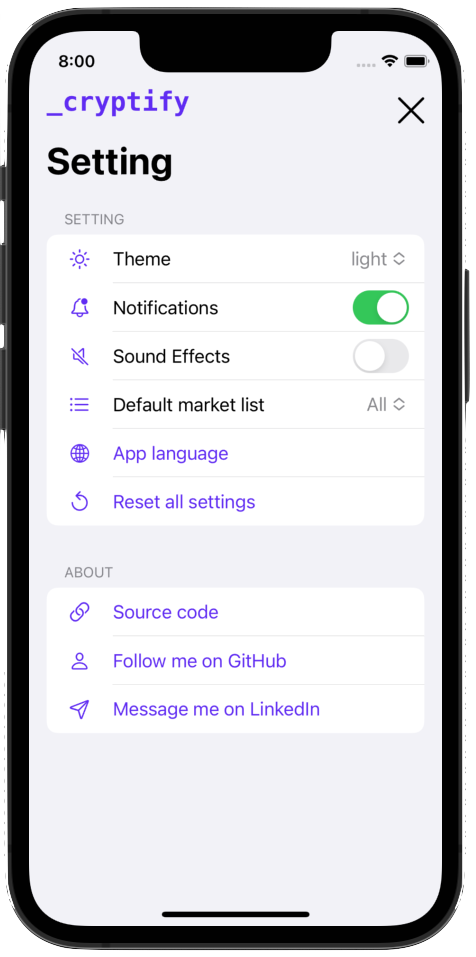 8:00
_cryptify
Setting
SETTING
Theme light
Notifications
Sound Effects
Default market list All
App language
Reset all settings
ABOUT
Source code
Follow me on GitHub
Message me on LinkedIn